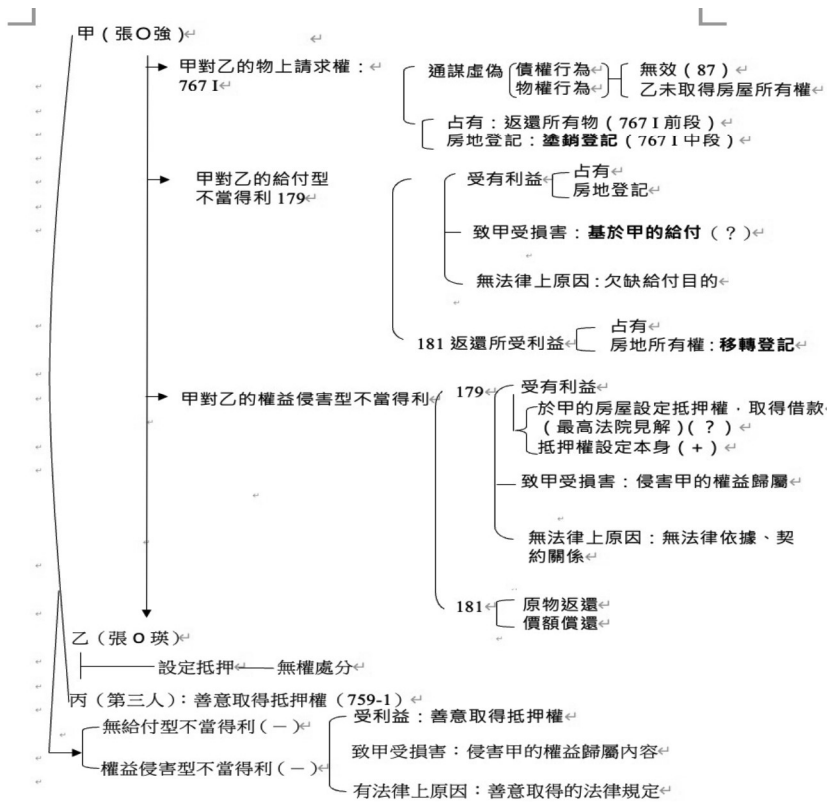 甲(張O強)
甲對乙的物上請求權:
767 I
通謀虛偽
債權行為
物權行為
無效(87)
乙未取得房屋所有權
占有:返還所有物(767 I 前段)
房地登記:塗銷登記(767 I 中段)
甲對乙的給付型
不當得利 179
受有利益
占有
房地登記
致甲受損害:基於甲的給付(?)
無法律上原因:欠缺給付目的
181 返還所受利益
占有
房地所有權:移轉登記
甲對乙的權益侵害型不當得利
179
受有利益
於甲的房屋設定抵押權,取得借款
(最高法院見解)(?)
抵押權設定本身(+)
致甲受損害:侵害甲的權益歸屬
無法律上原因:無法律依據、契
約關係
181
原物返還
價額償還
乙(張O瑛)
設定抵押
無權處分
丙(第三人):善意取得抵押權(759-1)
無給付型不當得利(-)
權益侵害型不當得利(-)
受利益:善意取得抵押權
致甲受損害:侵害甲的權益歸屬內容
有法律上原因:善意取得的法律規定